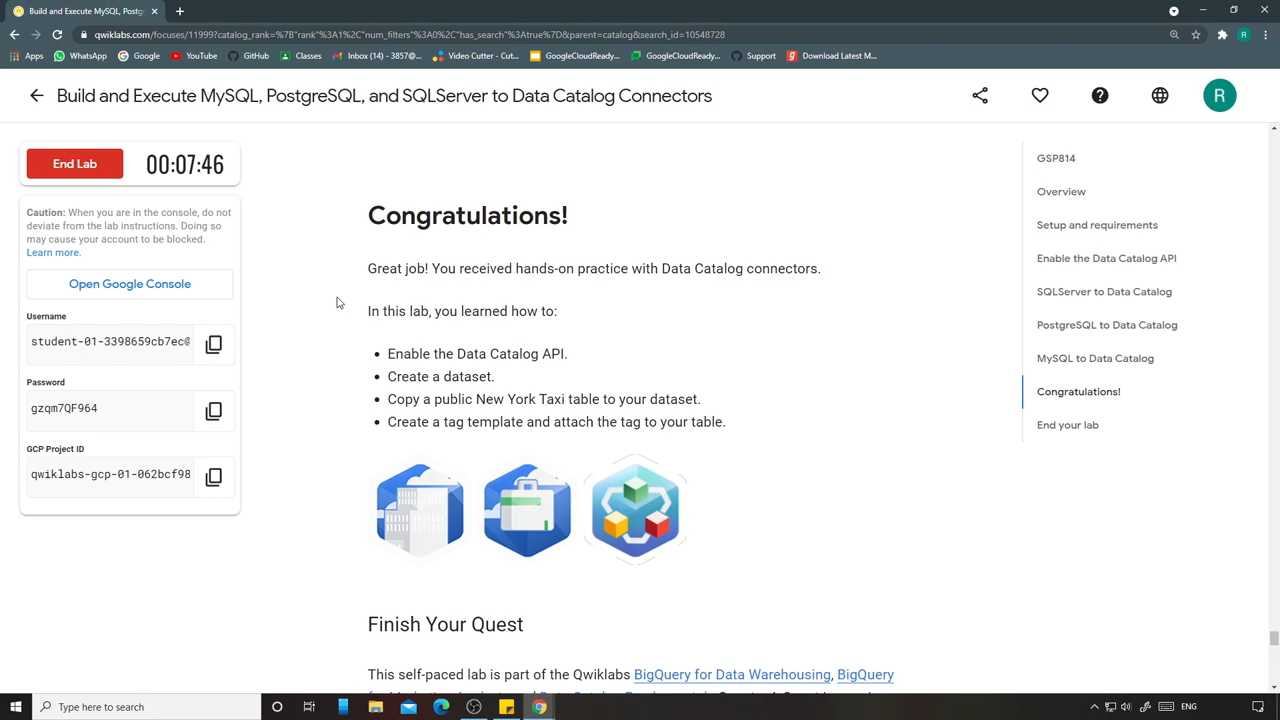 Build and Execute MySQL, Postg
qwiklabs.com/focuses/11999?catalog_rank=%7B"rank"%3A1%2C"num_filters"%3A0%2C"has_search"%3Atrue%7D&parent=catalog&search_id=10548728
R
Apps
WhatsApp
Google
YouTube
GitHub
Classes
Inbox (14) - 3857@...
Video Cutter - Cut...
GoogleCloudReady...
GoogleCloudReady...
Support
Download Latest M...
Build and Execute MySQL, PostgreSQL, and SQLServer to Data Catalog Connectors
R
End Lab
00:07:46
Caution: When you are in the console, do not
deviate from the lab instructions. Doing so
may cause your account to be blocked.
Learn more.
Open Google Console
Username
student-01-3398659cb7ec@
Password
gzqm7QF964
GCP Project ID
qwiklabs-gcp-01-062bcf98
Congratulations!
Great job! You received hands-on practice with Data Catalog connectors.
In this lab, you learned how to:
• Enable the Data Catalog API.
• Create a dataset.
• Copy a public New York Taxi table to your dataset.
• Create a tag template and attach the tag to your table.
Finish Your Quest
This self-paced lab is part of the Qwiklabs BigQuery for Data Warehousing, BigQuery
GSP814
Overview
Setup and requirements
Enable the Data Catalog API
SQLServer to Data Catalog
PostgreSQL to Data Catalog
MySQL to Data Catalog
Congratulations!
End your lab
Type here to search
ENG